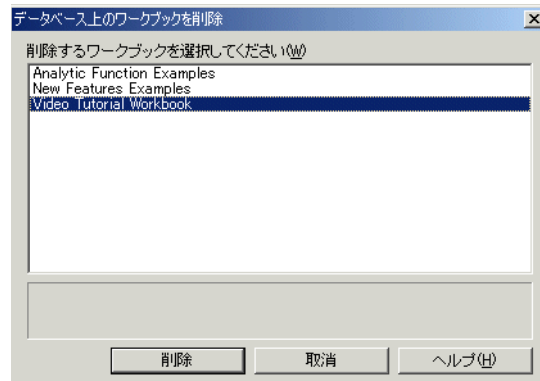 データベース上のワークブックを削除
削除するワークブックを選択してください(W)
Analytic Function Examples
New Features Examples
Video Tutorial Workbook
削除 取消 ヘルプ(H)